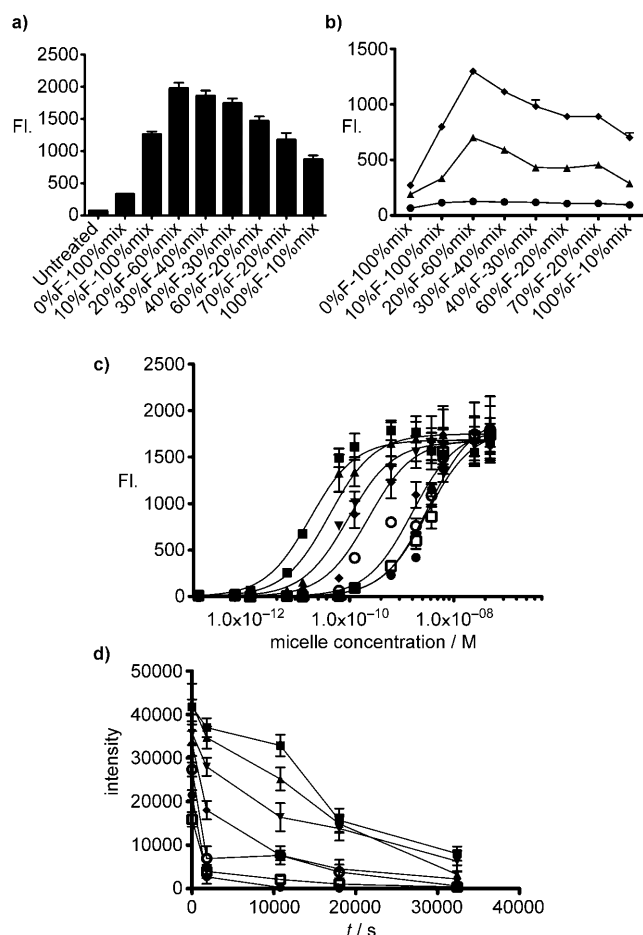 a)
2500
2000
1500
1000
500
0
Fl.
Untreated
0%F-100%mix
10%F-100%mix
20%F-60%mix
30%F-40%mix
40%F-30%mix
60%F-20%mix
70%F-20%mix
100%F-10%mix
b)
1500
1000
500
0
Fl.
0%F-100%mix
10%F-100%mix
20%F-60%mix
30%F-40%mix
40%F-30%mix
60%F-20%mix
70%F-20%mix
100%F-10%mix
c)
2500
2000
1500
1000
500
0
Fl.
1.0x10⁻¹² 1.0x10⁻¹⁰ 1.0x10⁻⁰⁸
micelle concentration / M
d)
50000
40000
30000
20000
10000
0
intensity
0 10000 20000 30000 40000
t / s